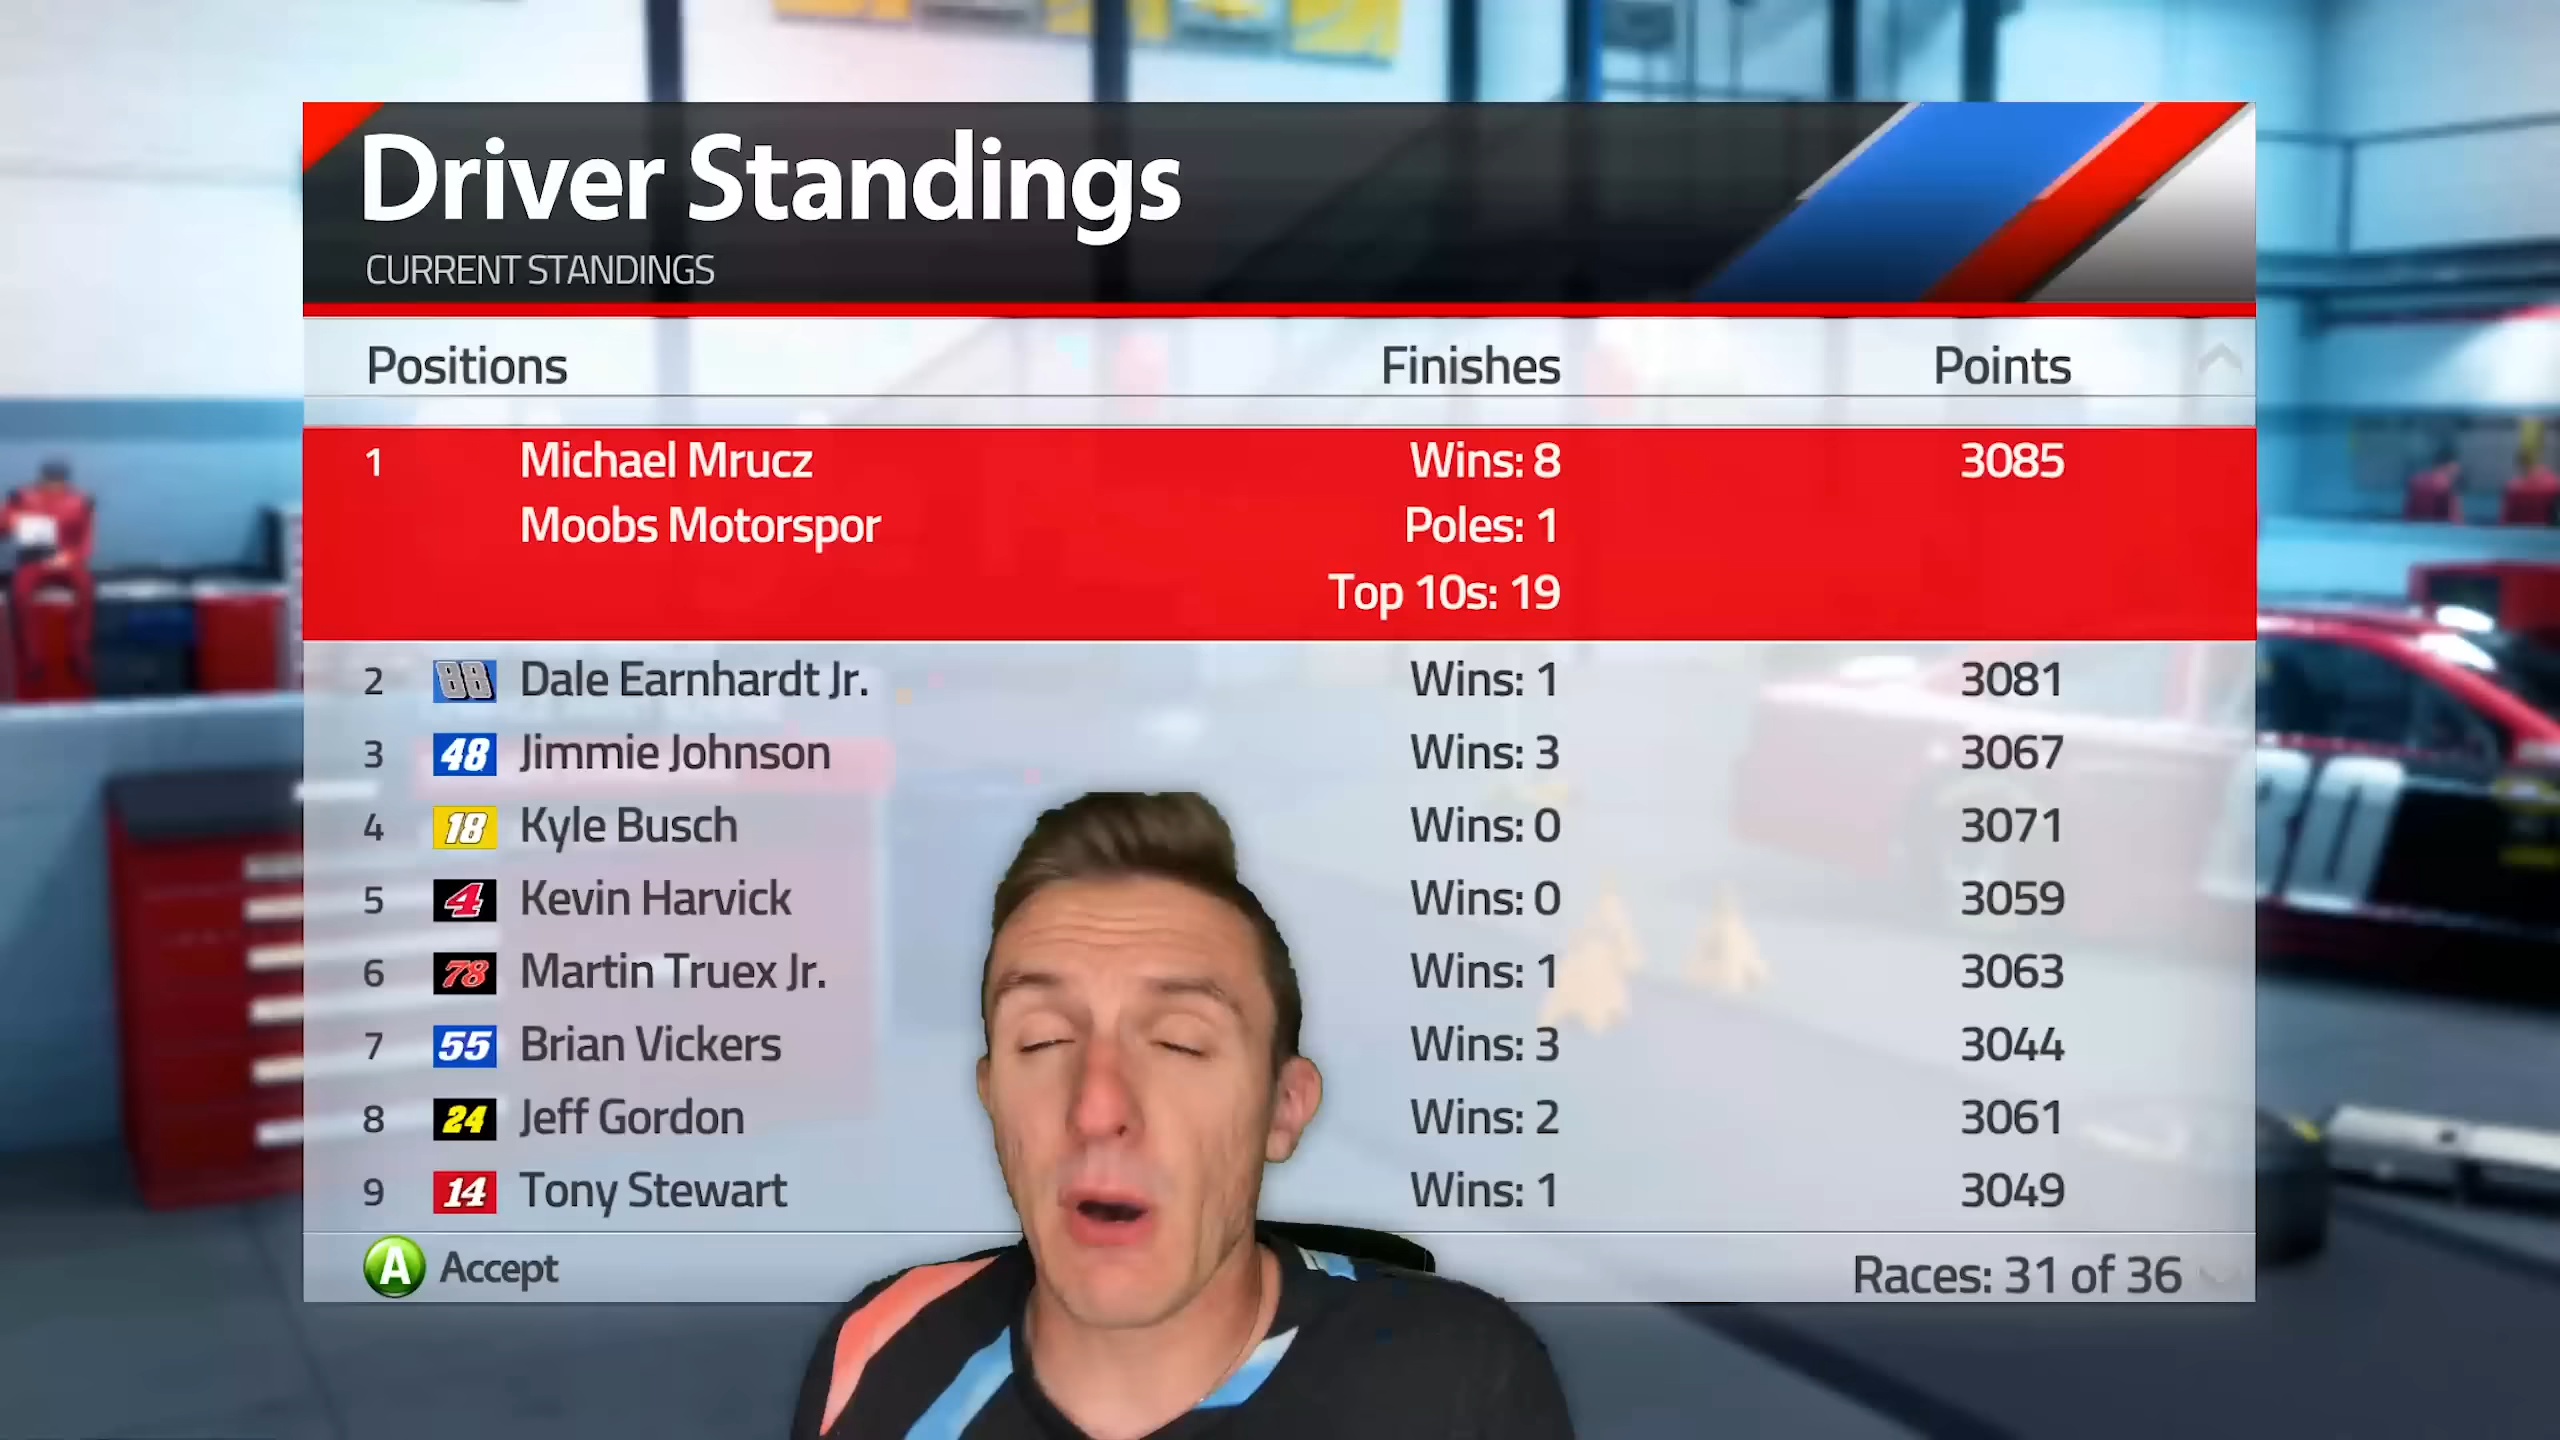 Driver Standings
CURRENT STANDINGS
Positions Finishes Points
1 Michael Mrucz Wins: 8 3085
Moobs Motorspor Poles: 1
Top 10s: 19
2 88 Dale Earnhardt Jr. Wins: 1 3081
3 48 Jimmie Johnson Wins: 3 3067
4 18 Kyle Busch Wins: 0 3071
5 4 Kevin Harvick Wins: 0 3059
6 78 Martin Truex Jr. Wins: 1 3063
7 55 Brian Vickers Wins: 3 3044
8 24 Jeff Gordon Wins: 2 3061
9 14 Tony Stewart Wins: 1 3049
A Accept Races: 31 of 36